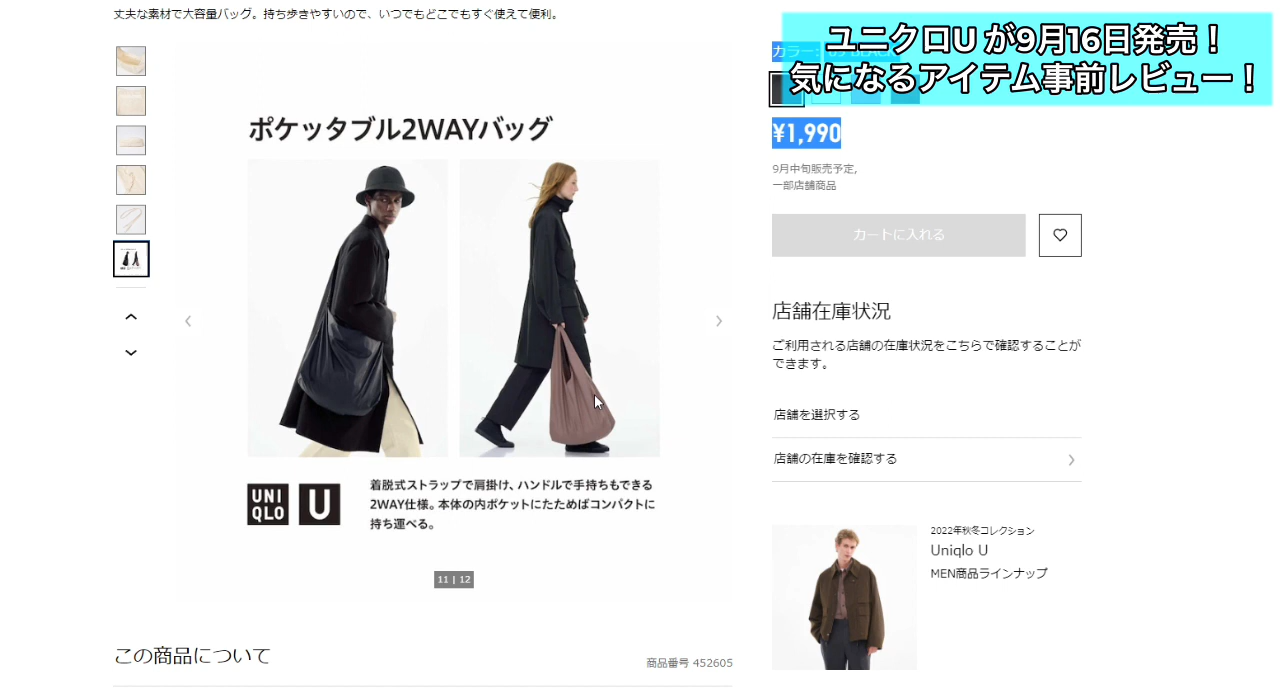 丈夫な素材で大容量バッグ。持ち歩きやすいので、いつでもどこでもすぐ使えて便利。
ユニクロU が9月16日発売！
気になるアイテム事前レビュー！
カラー:
¥1,990
9月中旬販売予定,
一部店舗商品
カートに入れる
ポケッタブル2WAYバッグ
UNI
QLO
U
着脱式ストラップで肩掛け、ハンドルで手持ちもできる
2WAY仕様。本体の内ポケットにたためばコンパクトに
持ち運べる。
11 | 12
店舗在庫状況
ご利用される店舗の在庫状況をこちらで確認することが
できます。
店舗を選択する
店舗の在庫を確認する
2022年秋冬コレクション
Uniqlo U
MEN商品ラインナップ
この商品について
商品番号 452605